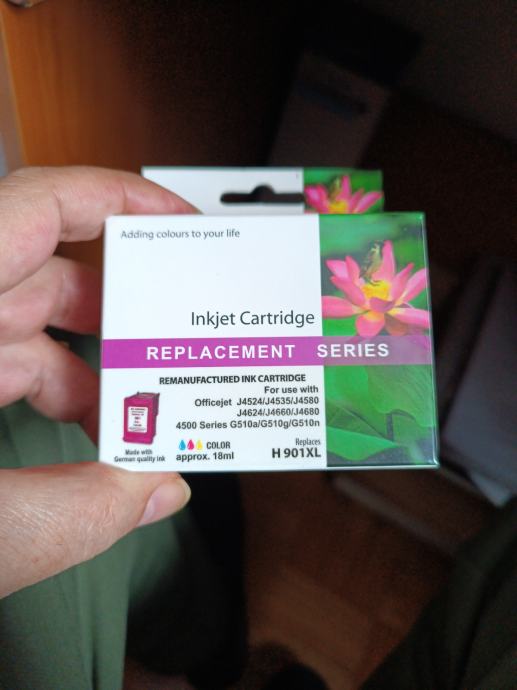 Adding colours to your life
Inkjet Cartridge
REPLACEMENT SERIES
REMANUFACTURED INK CARTRIDGE
For use with
Officejet J4524/J4535/J4580
J4624/J4660/J4680
4500 Series G510a/G510g/G510n
Made with
German quality ink
COLOR
approx. 18ml
Replaces
H 901XL